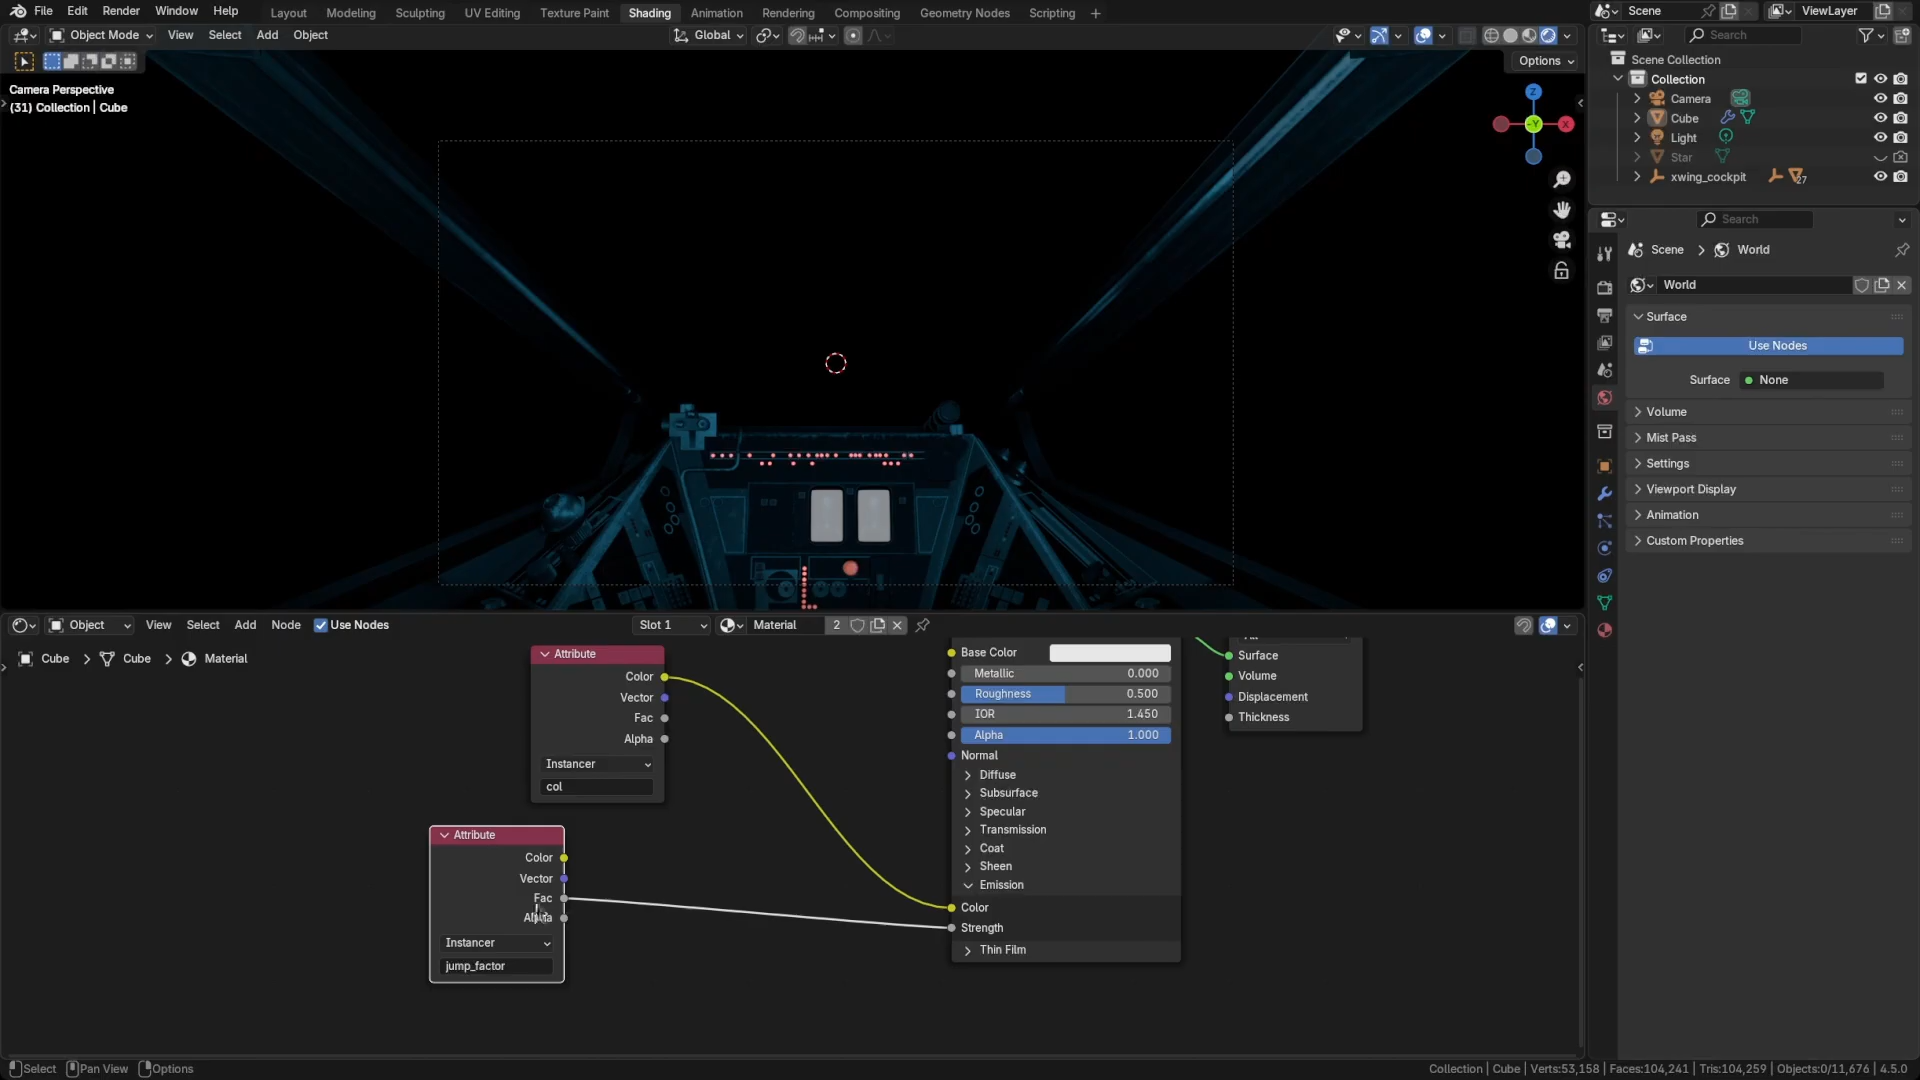 File Edit Render Window Help Layout Modeling Sculpting UV Editing Texture Paint Shading Animation Rendering Compositing Geometry Nodes Scripting + Scene ViewLayer
Object Mode View Select Add Object Global Search
Options
Camera Perspective
(31) Collection | Cube
Z
-Y X
Scene Collection
Collection
Camera
Cube
Light
Star
xwing_cockpit 27
Search
Scene > World
World
Surface
Use Nodes
Surface None
Volume
Mist Pass
Settings
Viewport Display
Animation
Custom Properties
Object View Select Add Node Use Nodes Slot 1 Material 2
Cube > Cube > Material
Attribute
Color
Vector
Fac
Alpha
Instancer
col
Attribute
Color
Vector
Fac
Alpha
Instancer
jump_factor
Base Color
Metallic 0.000
Roughness 0.500
IOR 1.450
Alpha 1.000
Normal
Diffuse
Subsurface
Specular
Transmission
Coat
Sheen
Emission
Color
Strength
Thin Film
Surface
Volume
Displacement
Thickness
Select Pan View Options Collection | Cube | Verts:53,158 | Faces:104,241 | Tris:104,259 | Objects:0/11,676 | 4.5.0